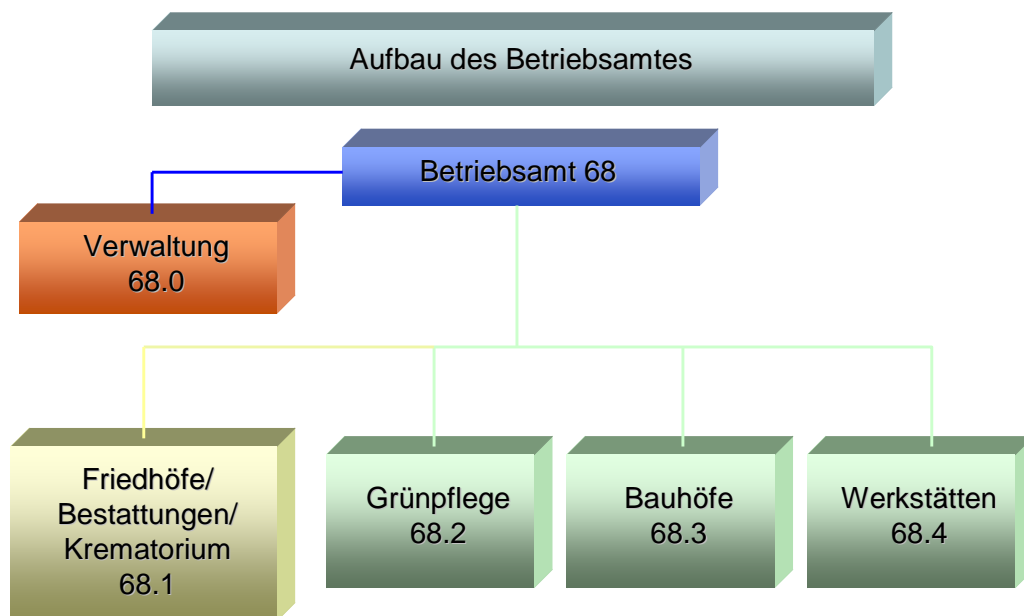 Aufbau des Betriebsamtes
Betriebsamt 68
Verwaltung
68.0
Friedhöfe/
Bestattungen/
Krematorium
68.1
Grünpflege
68.2
Bauhöfe
68.3
Werkstätten
68.4